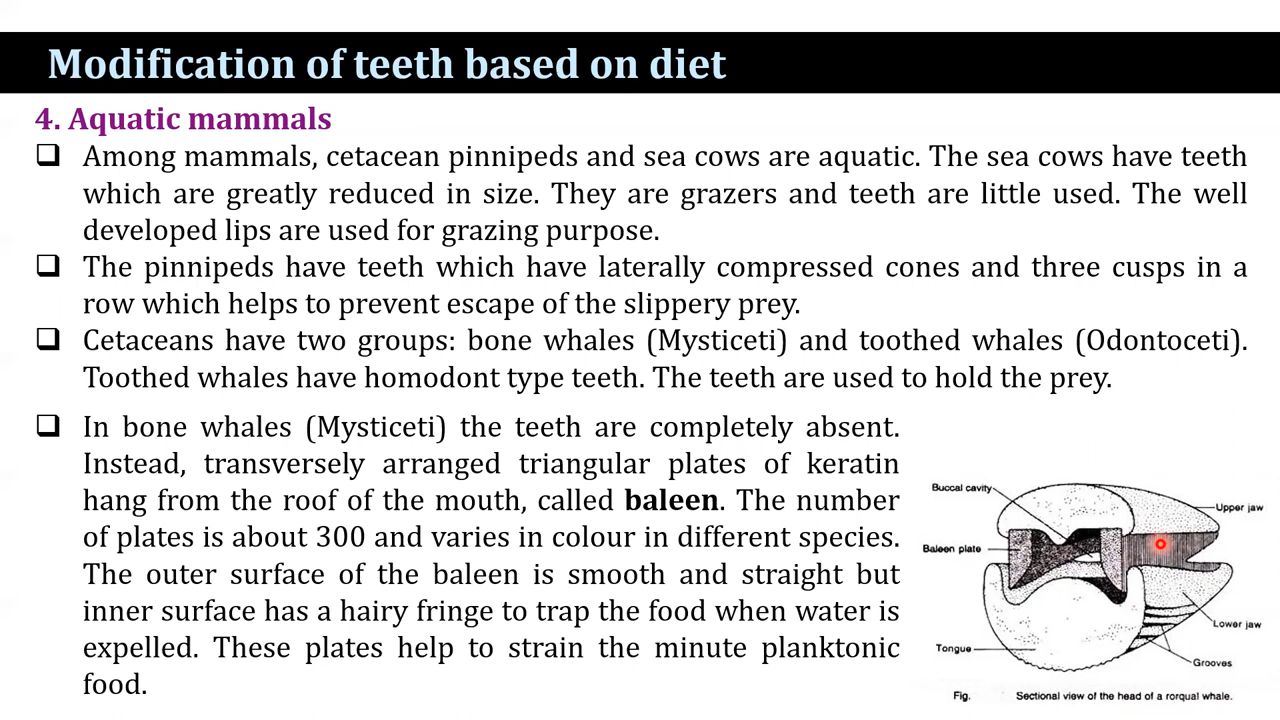 Modification of teeth based on diet
4. Aquatic mammals
❑ Among mammals, cetacean pinnipeds and sea cows are aquatic. The sea cows have teeth
which are greatly reduced in size. They are grazers and teeth are little used. The well
developed lips are used for grazing purpose.
❑ The pinnipeds have teeth which have laterally compressed cones and three cusps in a
row which helps to prevent escape of the slippery prey.
❑ Cetaceans have two groups: bone whales (Mysticeti) and toothed whales (Odontoceti).
Toothed whales have homodont type teeth. The teeth are used to hold the prey.
❑ In bone whales (Mysticeti) the teeth are completely absent.
Instead, transversely arranged triangular plates of keratin
hang from the roof of the mouth, called baleen. The number
of plates is about 300 and varies in colour in different species.
The outer surface of the baleen is smooth and straight but
inner surface has a hairy fringe to trap the food when water is
expelled. These plates help to strain the minute planktonic
food.
Buccal cavity
Upper jaw
Baleen plate
Lower jaw
Tongue
Grooves
Fig. Sectional view of the head of a rorqual whale.